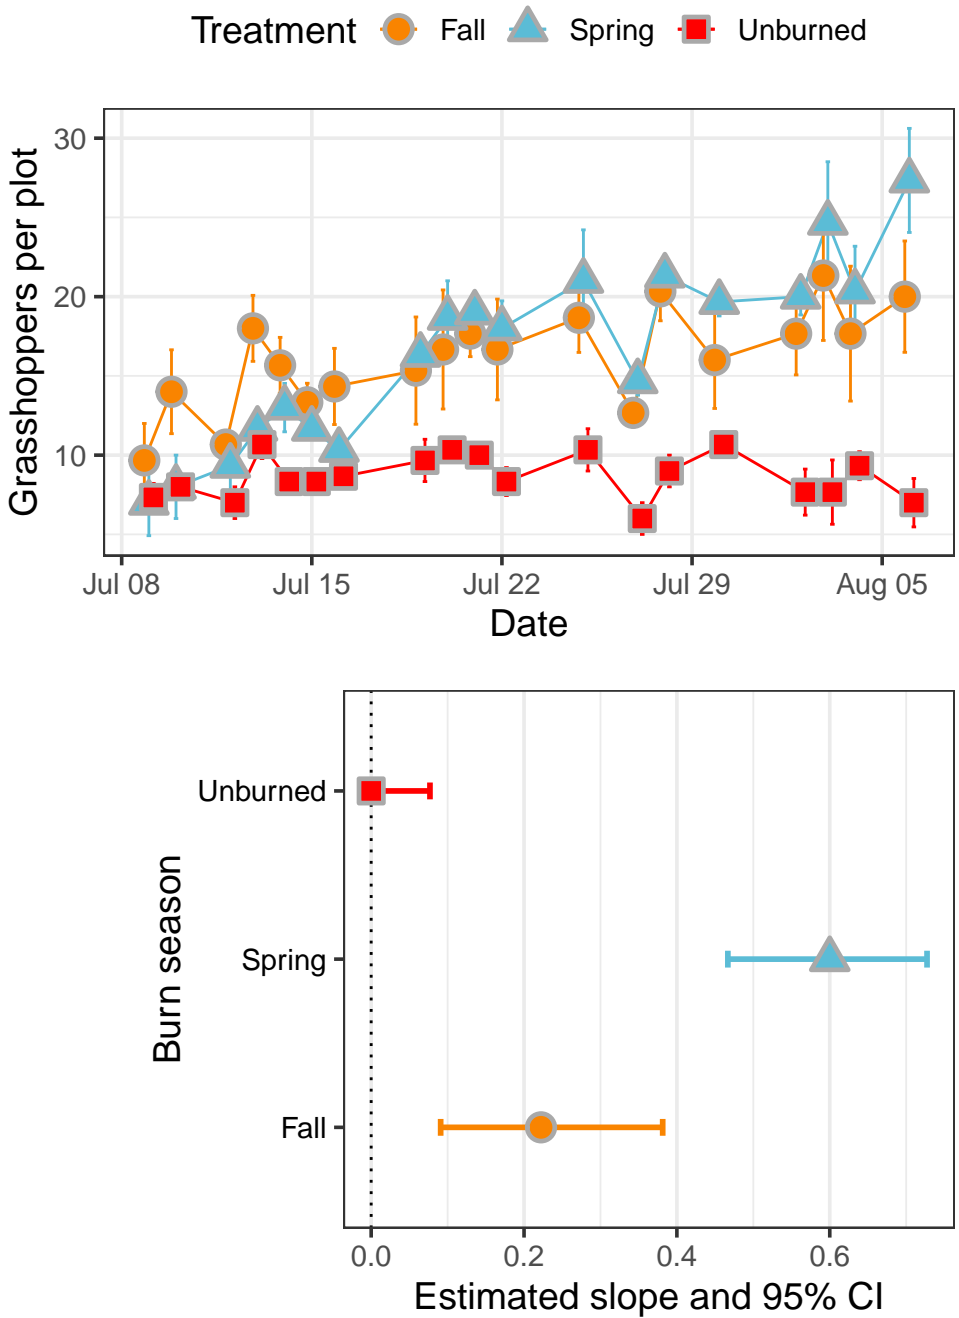 Treatment Fall Spring Unburned
Grasshoppers per plot
30
20
10
Jul 08 Jul 15 Jul 22 Jul 29 Aug 05
Date
Burn season
Unburned
Spring
Fall
0.0 0.2 0.4 0.6
Estimated slope and 95% CI